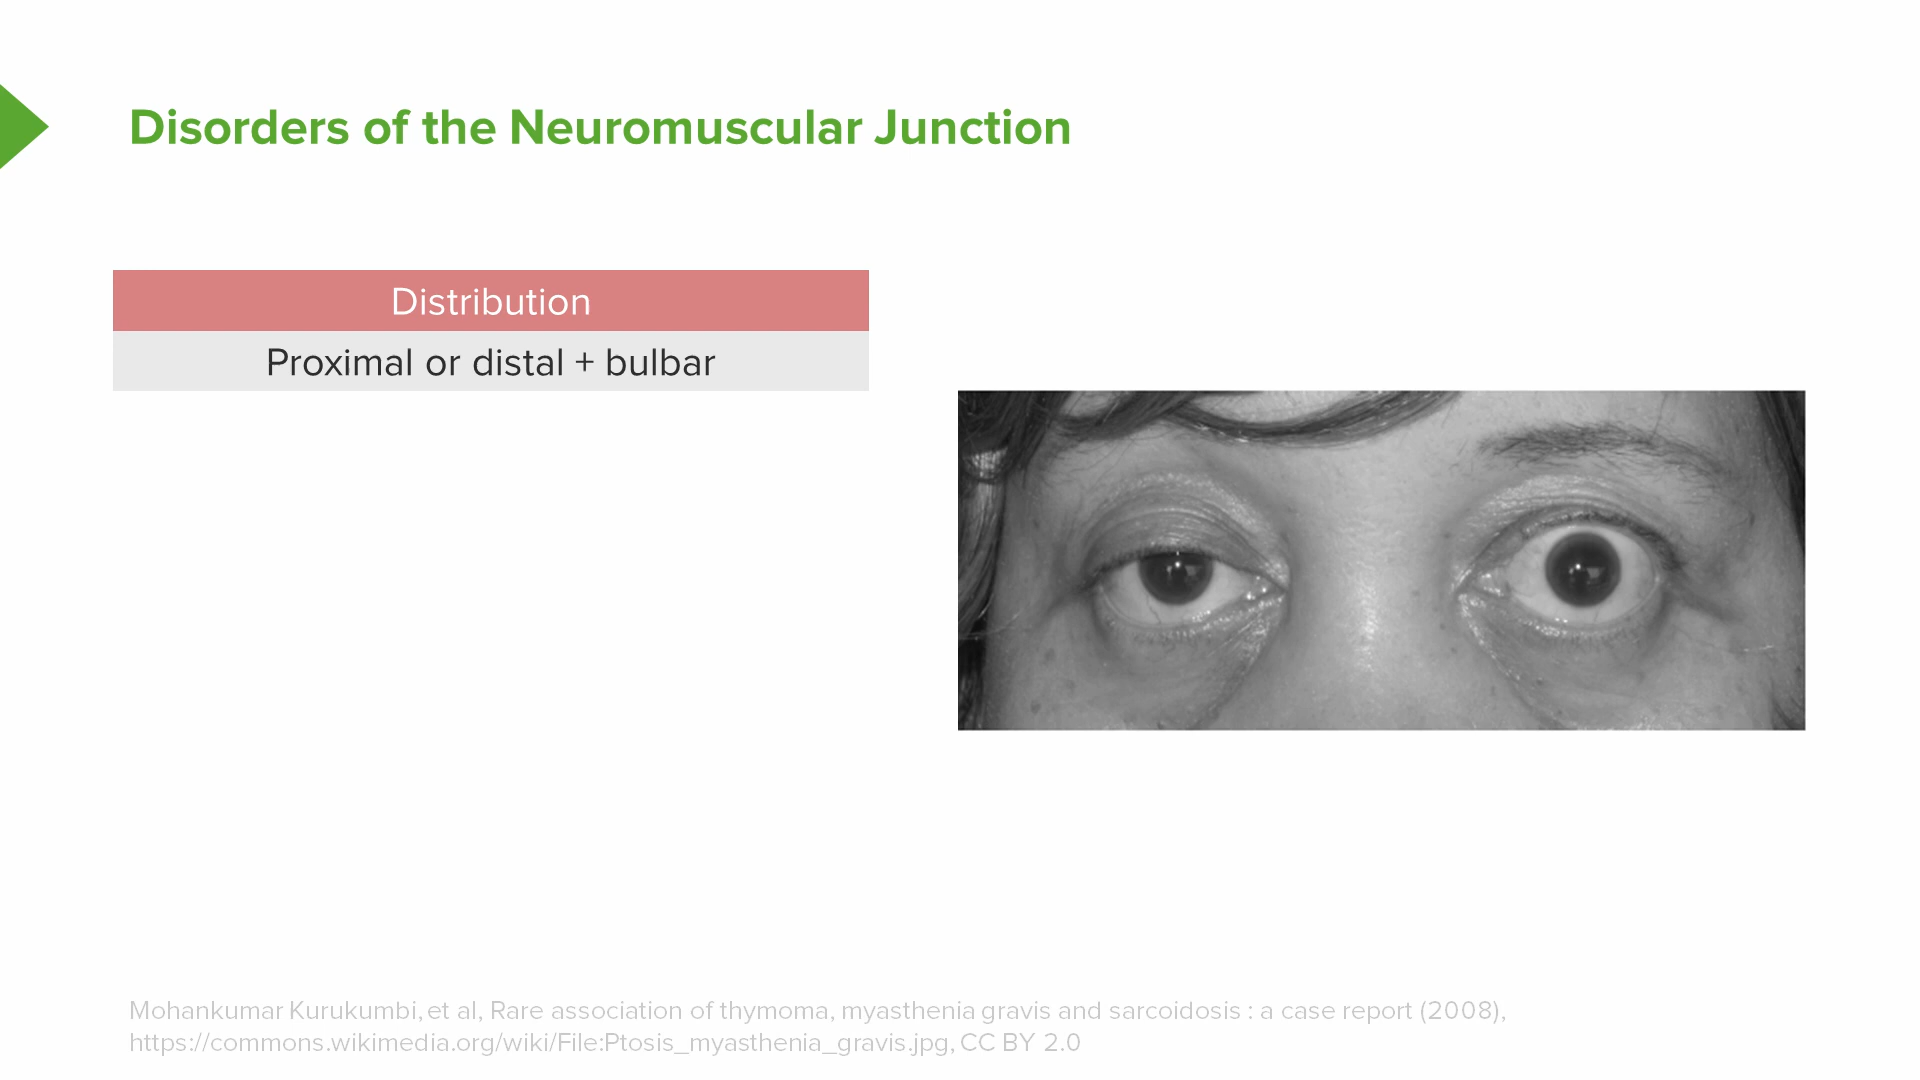 Disorders of the Neuromuscular Junction
Distribution
Proximal or distal + bulbar
Mohankumar Kurukumbi, et al, Rare association of thymoma, myasthenia gravis and sarcoidosis : a case report (2008),
https://commons.wikimedia.org/wiki/File:Ptosis_myasthenia_gravis.jpg, CC BY 2.0